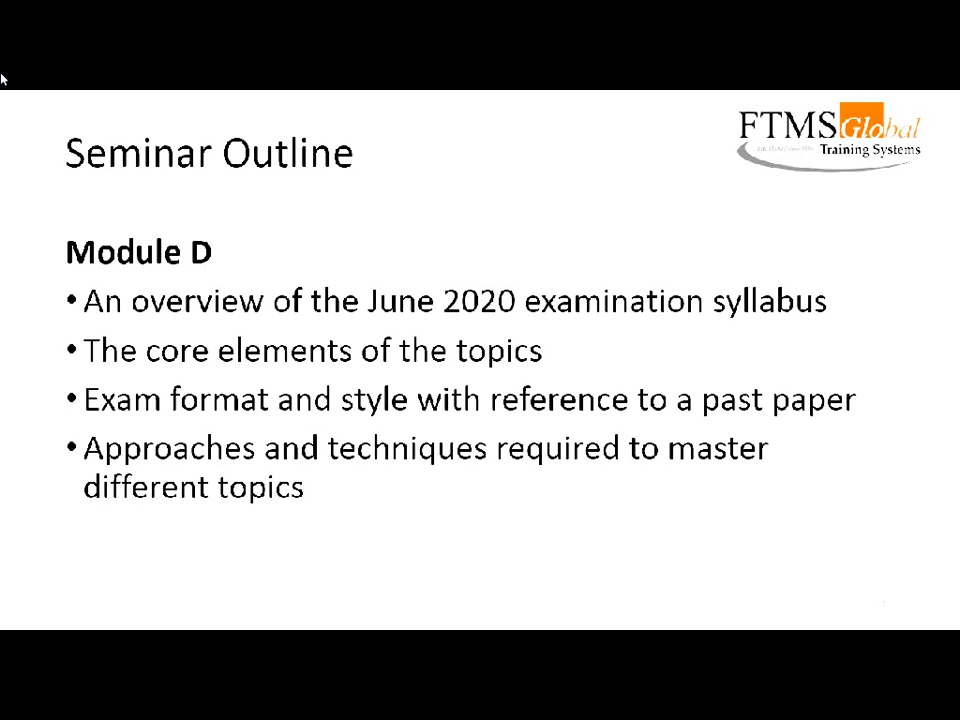 FTMS Global
Training Systems
Seminar Outline
Module D
• An overview of the June 2020 examination syllabus
• The core elements of the topics
• Exam format and style with reference to a past paper
• Approaches and techniques required to master
different topics